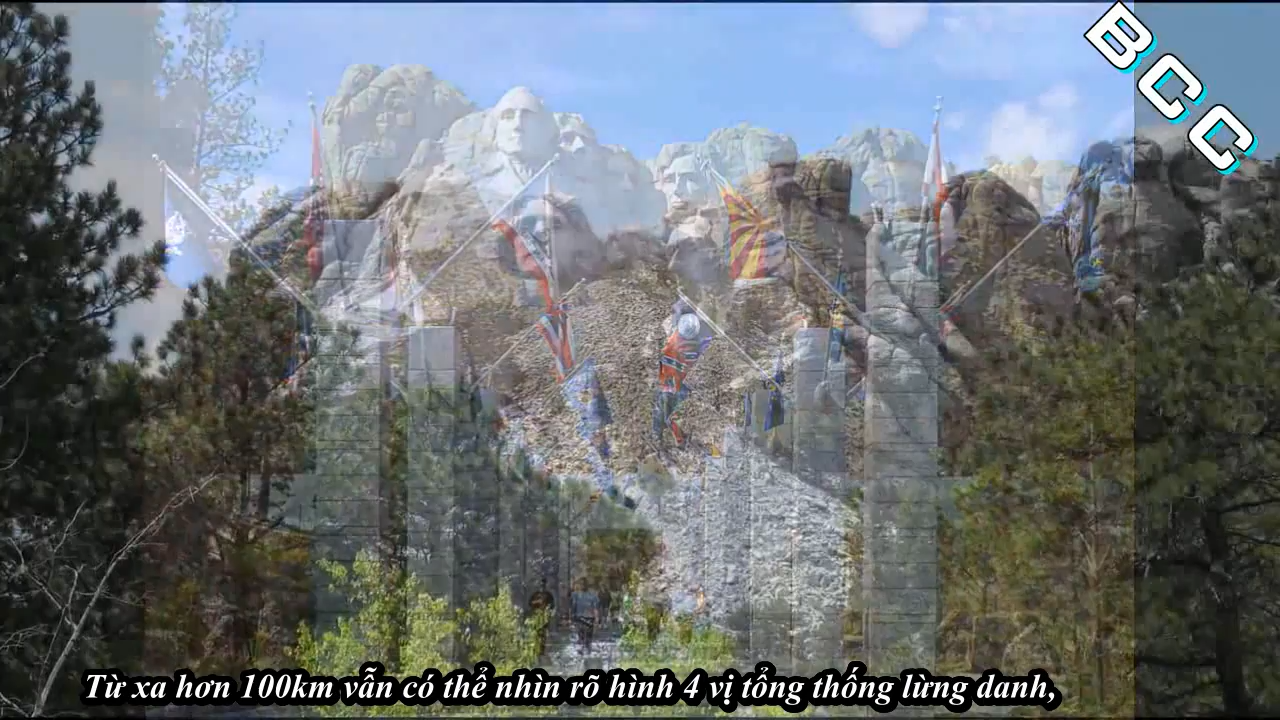 BCC
Từ xa hơn 100km vẫn có thể nhìn rõ hình 4 vị tổng thống lừng danh,